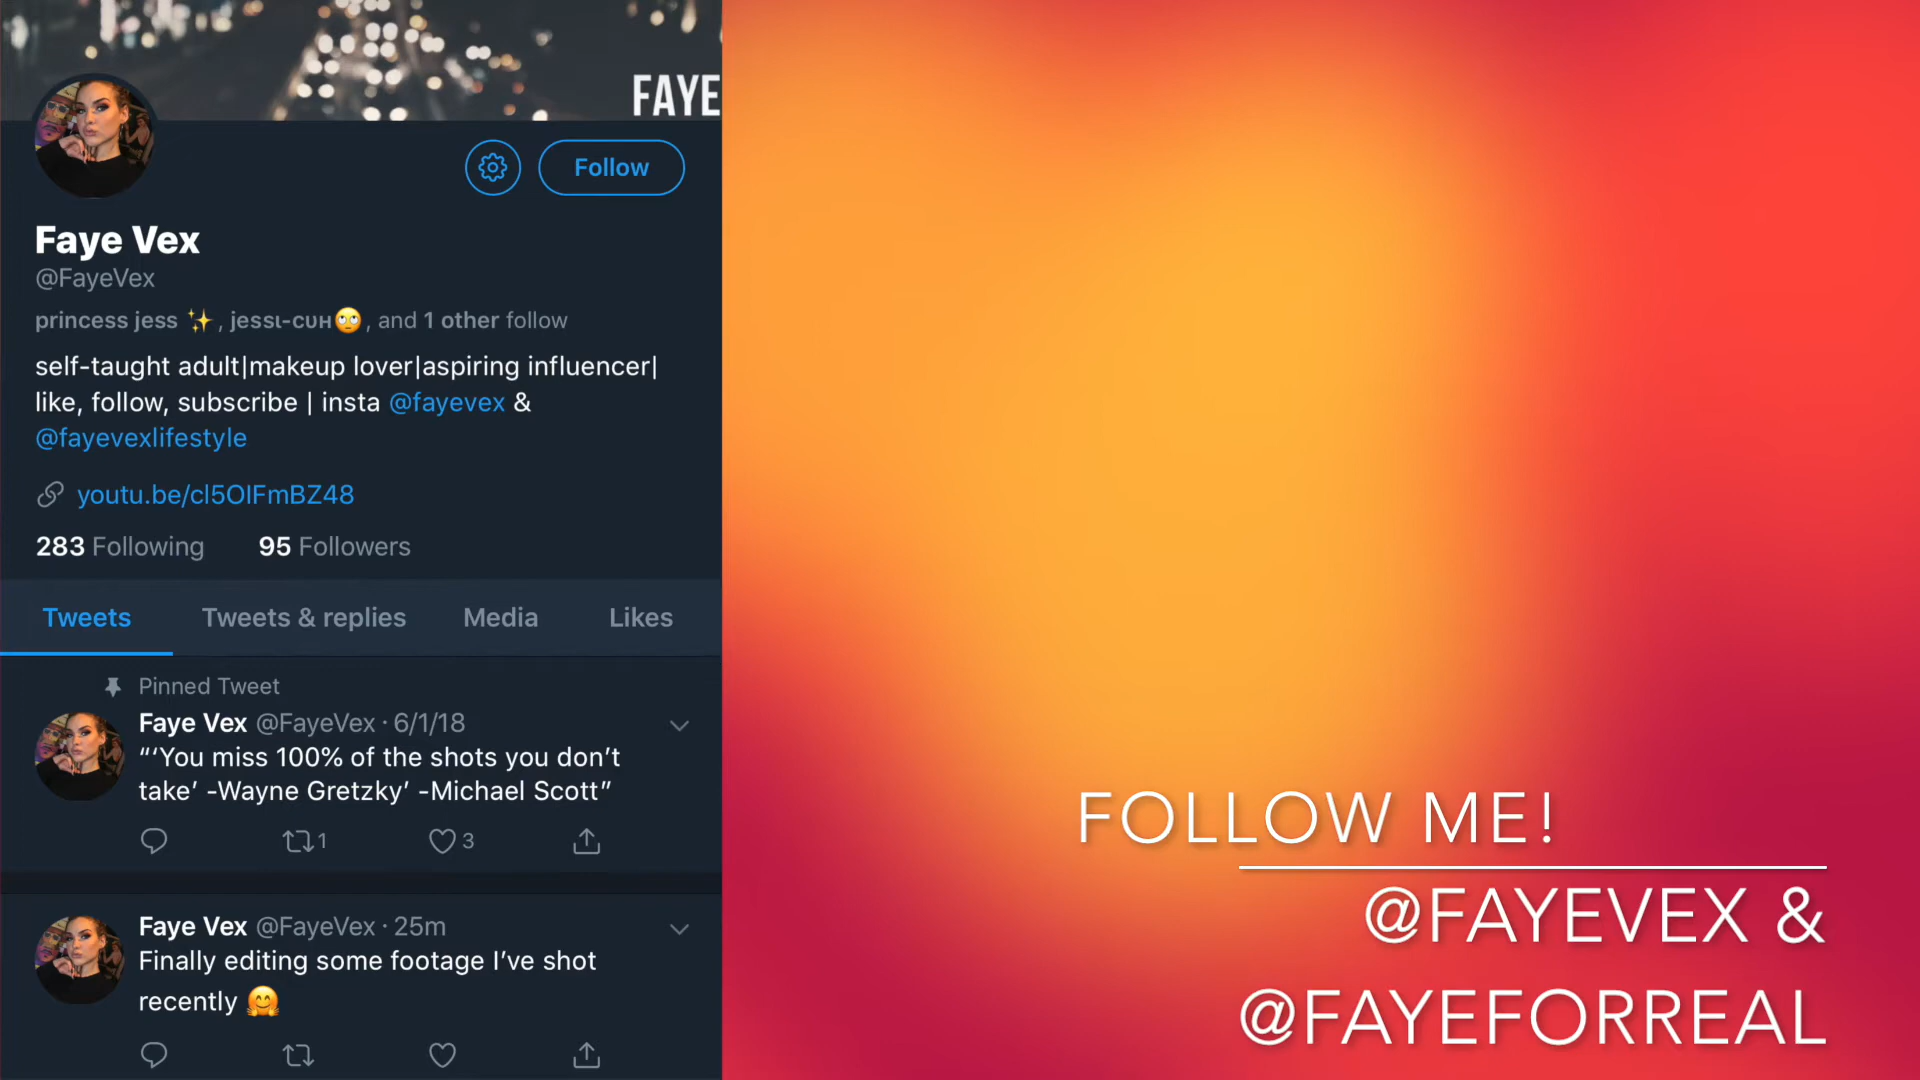 FAYE
Follow
Faye Vex
@FayeVex
princess jess ✨, jessι-cυн🙄, and 1 other follow
self-taught adult|makeup lover|aspiring influencer|
like, follow, subscribe | insta @fayevex &
@fayevexlifestyle
youtu.be/cl5OIFmBZ48
283 Following 95 Followers
Tweets Tweets & replies Media Likes
Pinned Tweet
Faye Vex @FayeVex · 6/1/18
“‘You miss 100% of the shots you don’t
take’ -Wayne Gretzky’ -Michael Scott”
1 3
Faye Vex @FayeVex · 25m
Finally editing some footage I’ve shot
recently 🤗
FOLLOW ME!
@FAYEVEX &
@FAYEFORREAL